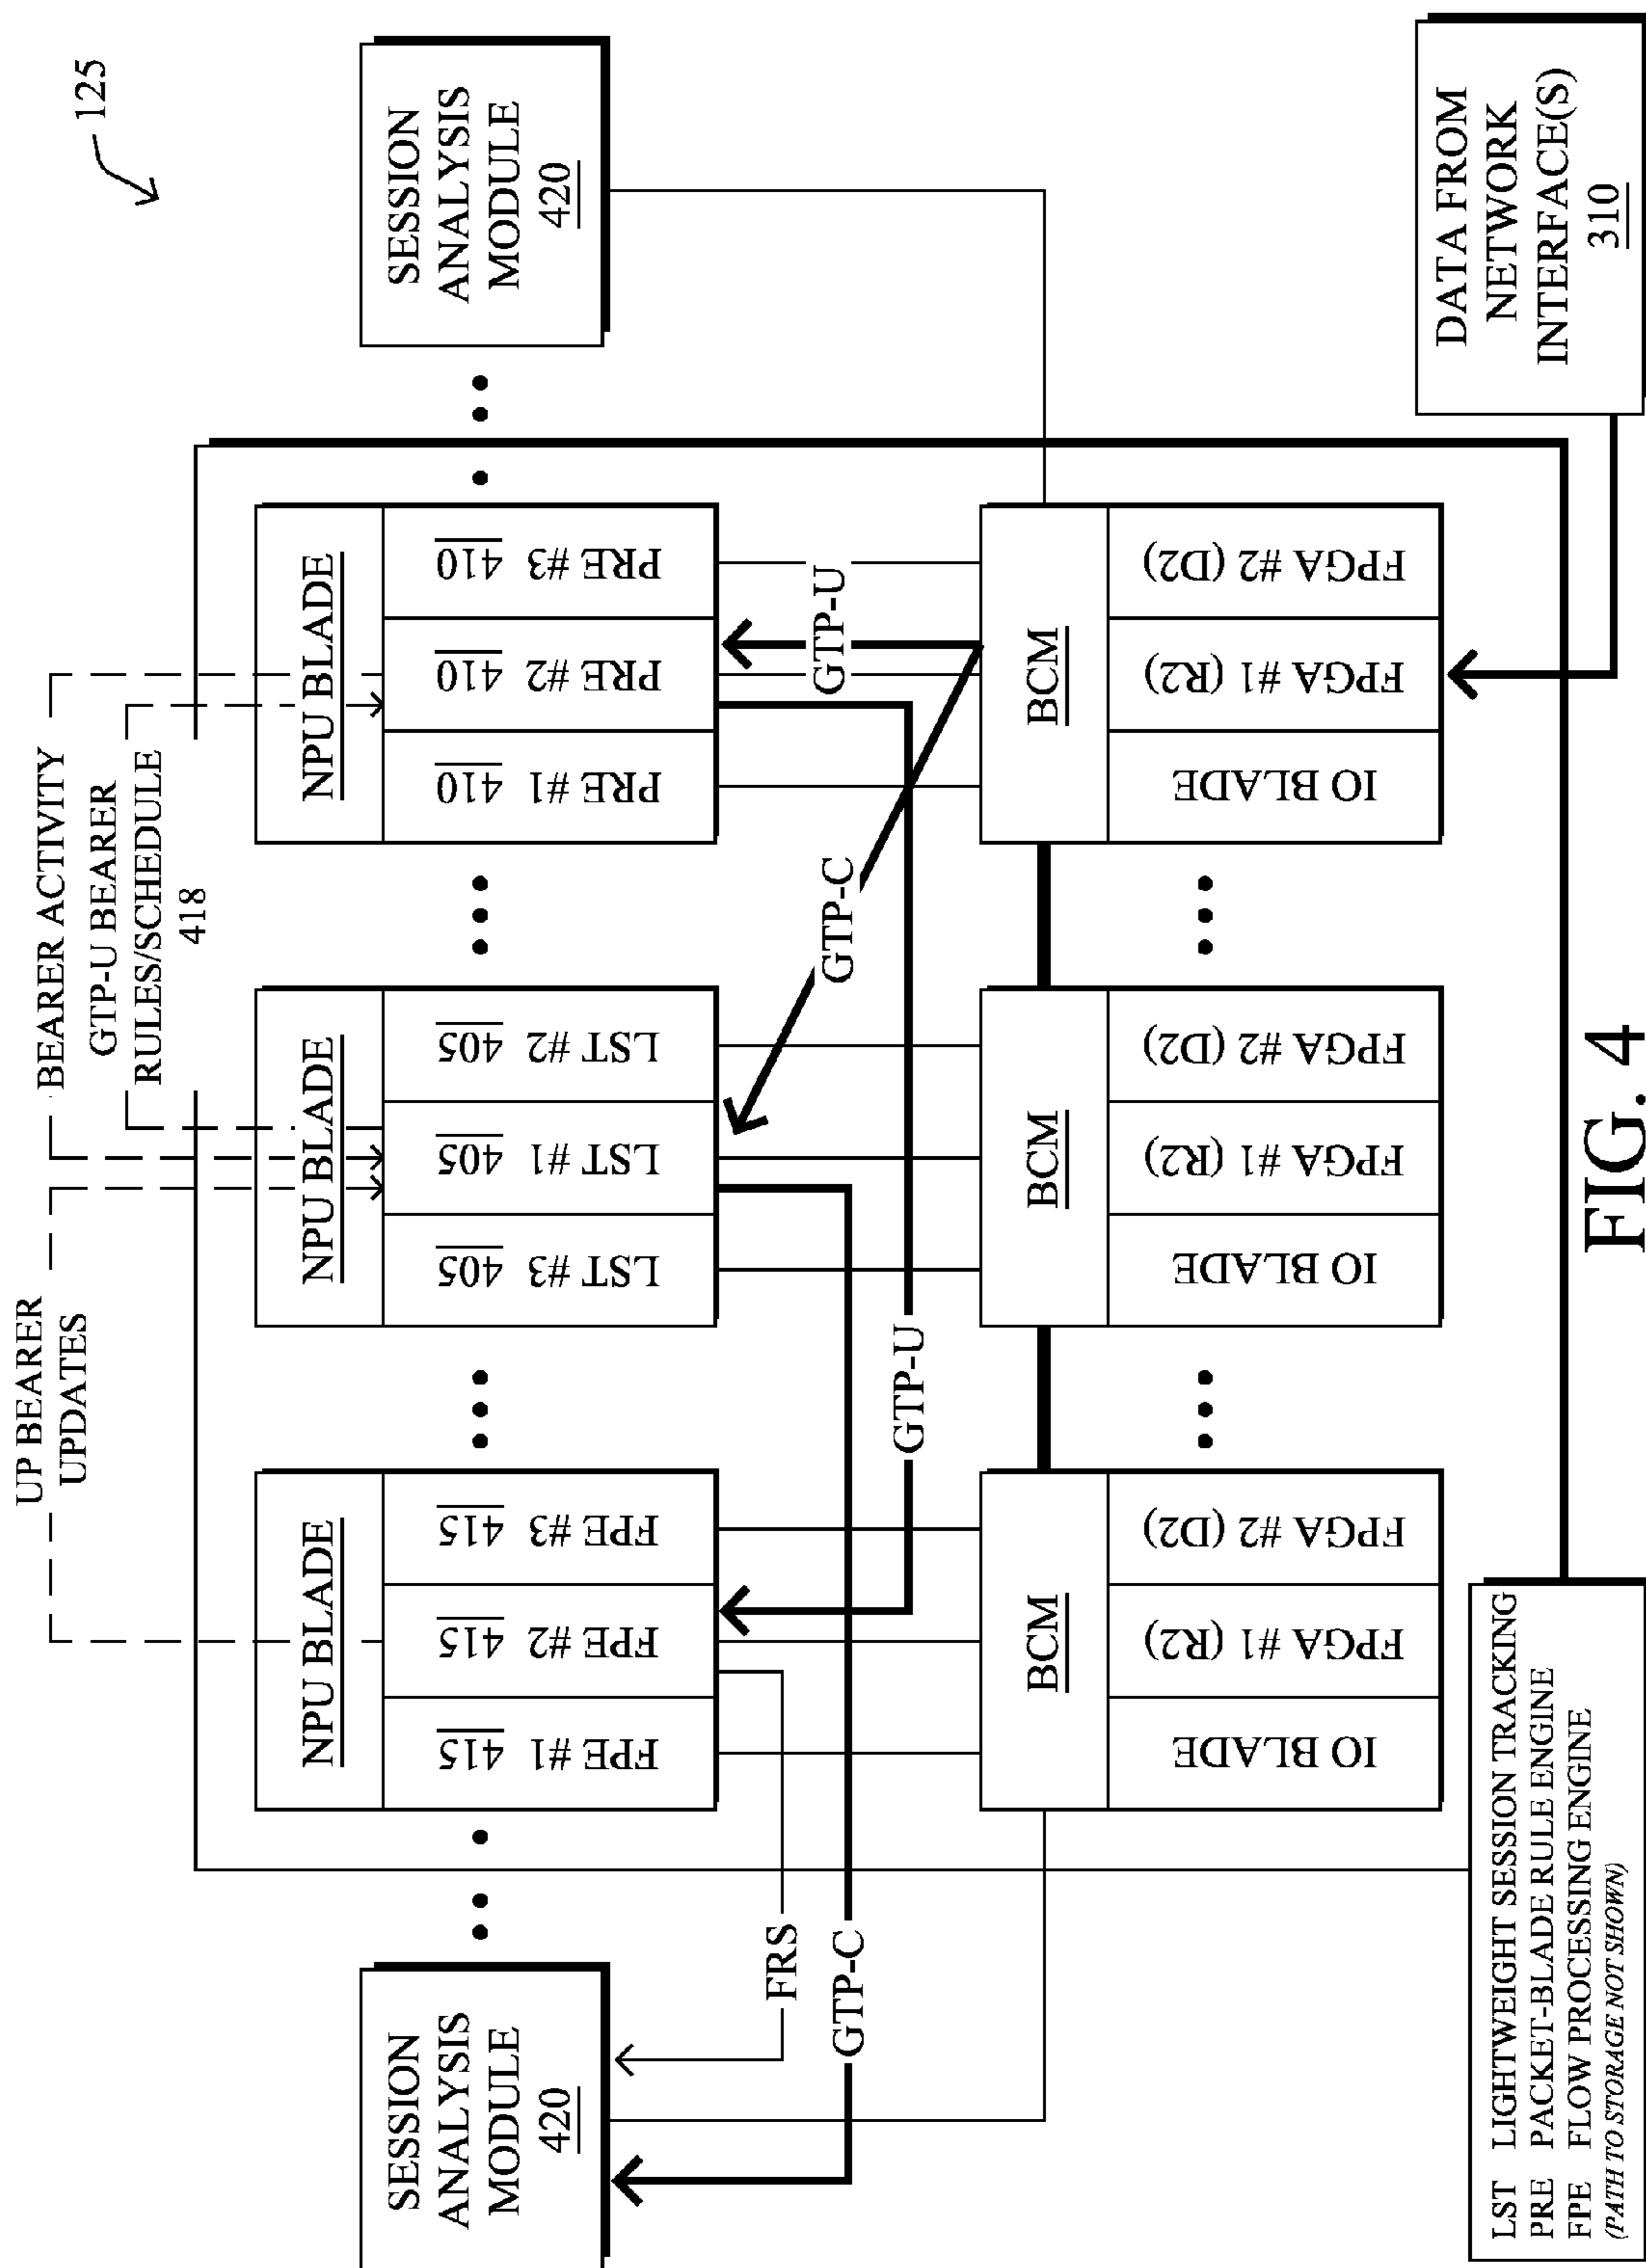 125
UP BEARER
UPDATES
BEARER ACTIVITY
GTP-U BEARER
RULES/SCHEDULE
418
SESSION
ANALYSIS
MODULE
420
NPU BLADE
FPE #1 415
FPE #2 415
FPE #3 415
NPU BLADE
LST #3 405
LST #1 405
LST #2 405
NPU BLADE
PRE #1 410
PRE #2 410
PRE #3 410
SESSION
ANALYSIS
MODULE
420
FRS
GTP-C
GTP-U
GTP-C
GTP-U
BCM
IO BLADE
FPGA #1 (R2)
FPGA #2 (D2)
BCM
IO BLADE
FPGA #1 (R2)
FPGA #2 (D2)
BCM
IO BLADE
FPGA #1 (R2)
FPGA #2 (D2)
LST LIGHTWEIGHT SESSION TRACKING
PRE PACKET-BLADE RULE ENGINE
FPE FLOW PROCESSING ENGINE
(PATH TO STORAGE NOT SHOWN)
DATA FROM
NETWORK
INTERFACE(S)
310
FIG. 4